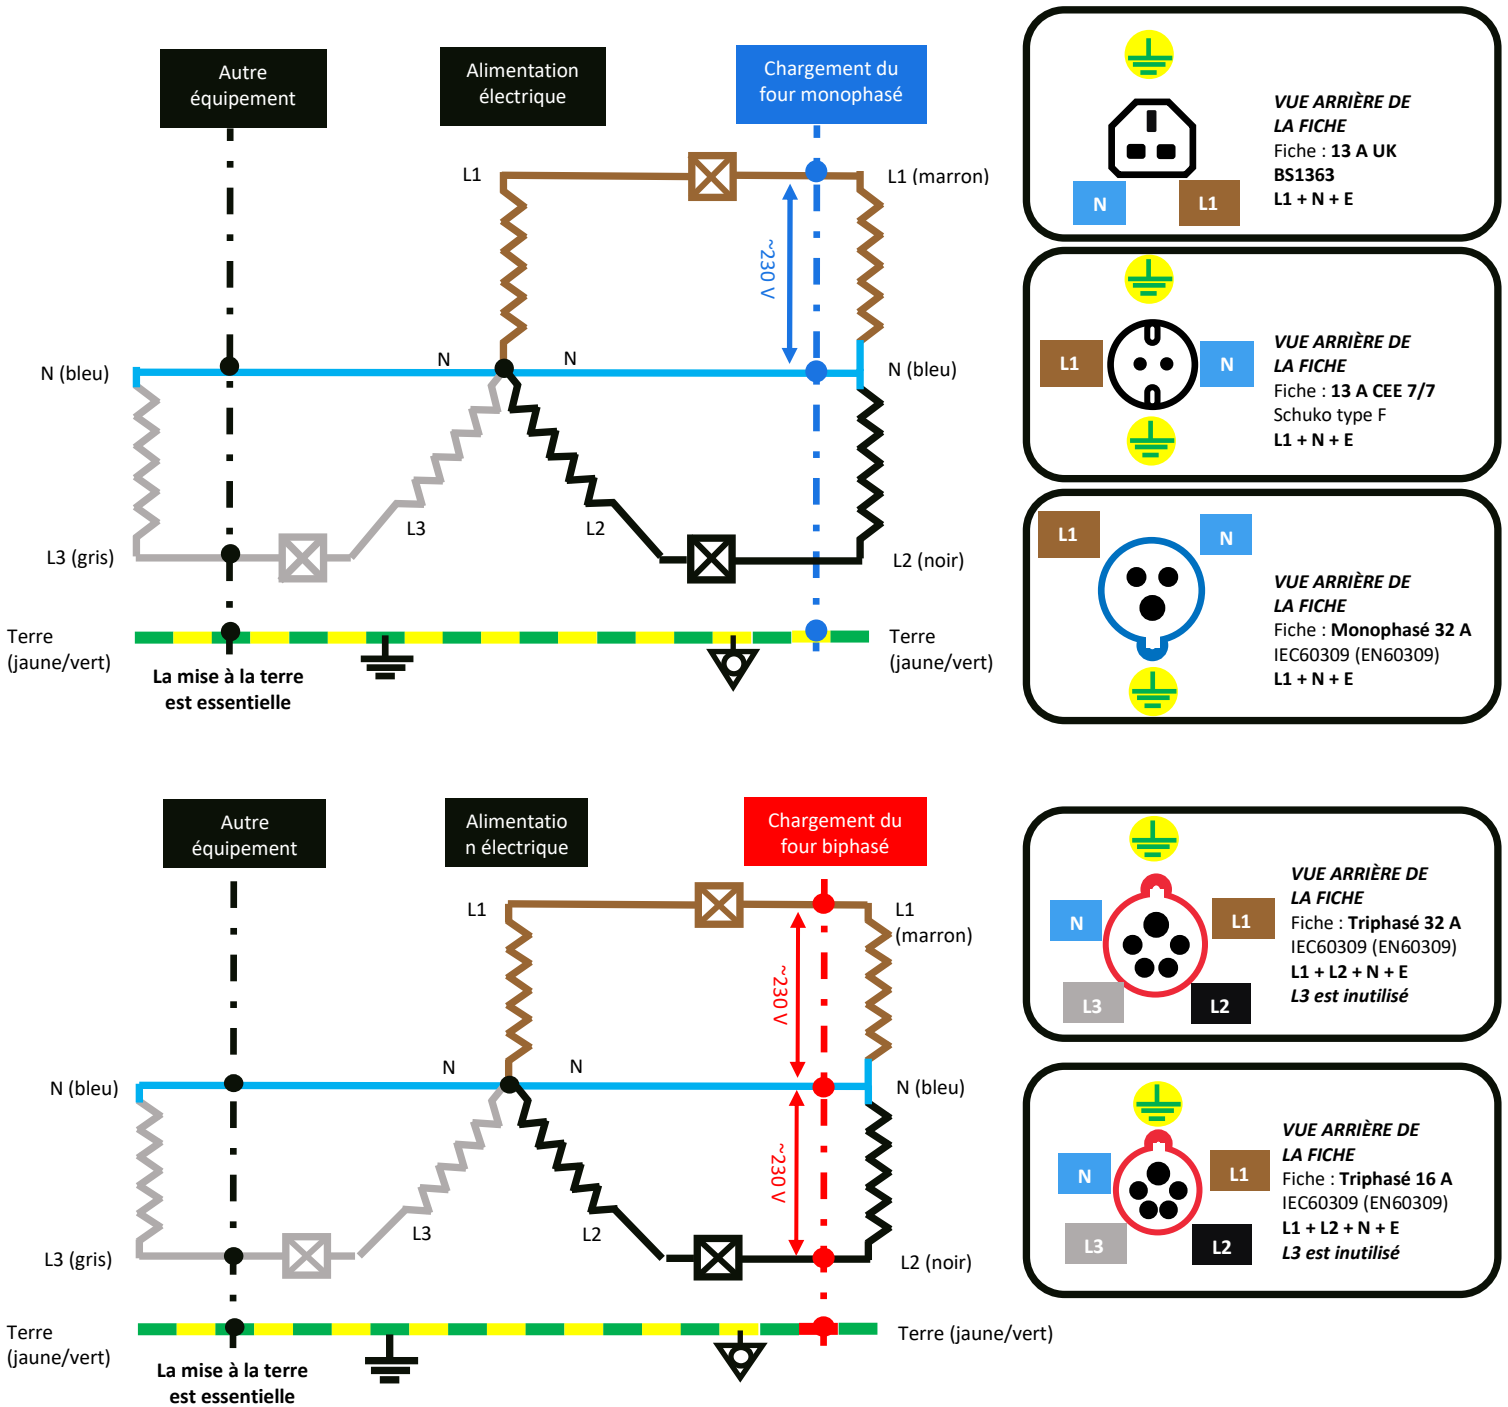 Autre
équipement
Alimentation
électrique
Chargement du
four monophasé
L1
L1 (marron)
~230 V
N (bleu)
N
N
N (bleu)
L3
L2
L3 (gris)
L2 (noir)
Terre
(jaune/vert)
Terre
(jaune/vert)
La mise à la terre
est essentielle
VUE ARRIÈRE DE
LA FICHE
Fiche : 13 A UK
BS1363
L1 + N + E
N
L1
VUE ARRIÈRE DE
LA FICHE
Fiche : 13 A CEE 7/7
Schuko type F
L1 + N + E
L1
N
L1
N
VUE ARRIÈRE DE
LA FICHE
Fiche : Monophasé 32 A
IEC60309 (EN60309)
L1 + N + E
Autre
équipement
Alimentatio
n électrique
Chargement du
four biphasé
L1
L1
(marron)
~230 V
N (bleu)
N
N
N (bleu)
~230 V
L3
L2
L3 (gris)
L2 (noir)
Terre
(jaune/vert)
Terre (jaune/vert)
La mise à la terre
est essentielle
VUE ARRIÈRE DE
LA FICHE
Fiche : Triphasé 32 A
IEC60309 (EN60309)
L1 + L2 + N + E
L3 est inutilisé
N
L1
L3
L2
VUE ARRIÈRE DE
LA FICHE
Fiche : Triphasé 16 A
IEC60309 (EN60309)
L1 + L2 + N + E
L3 est inutilisé
N
L1
L3
L2